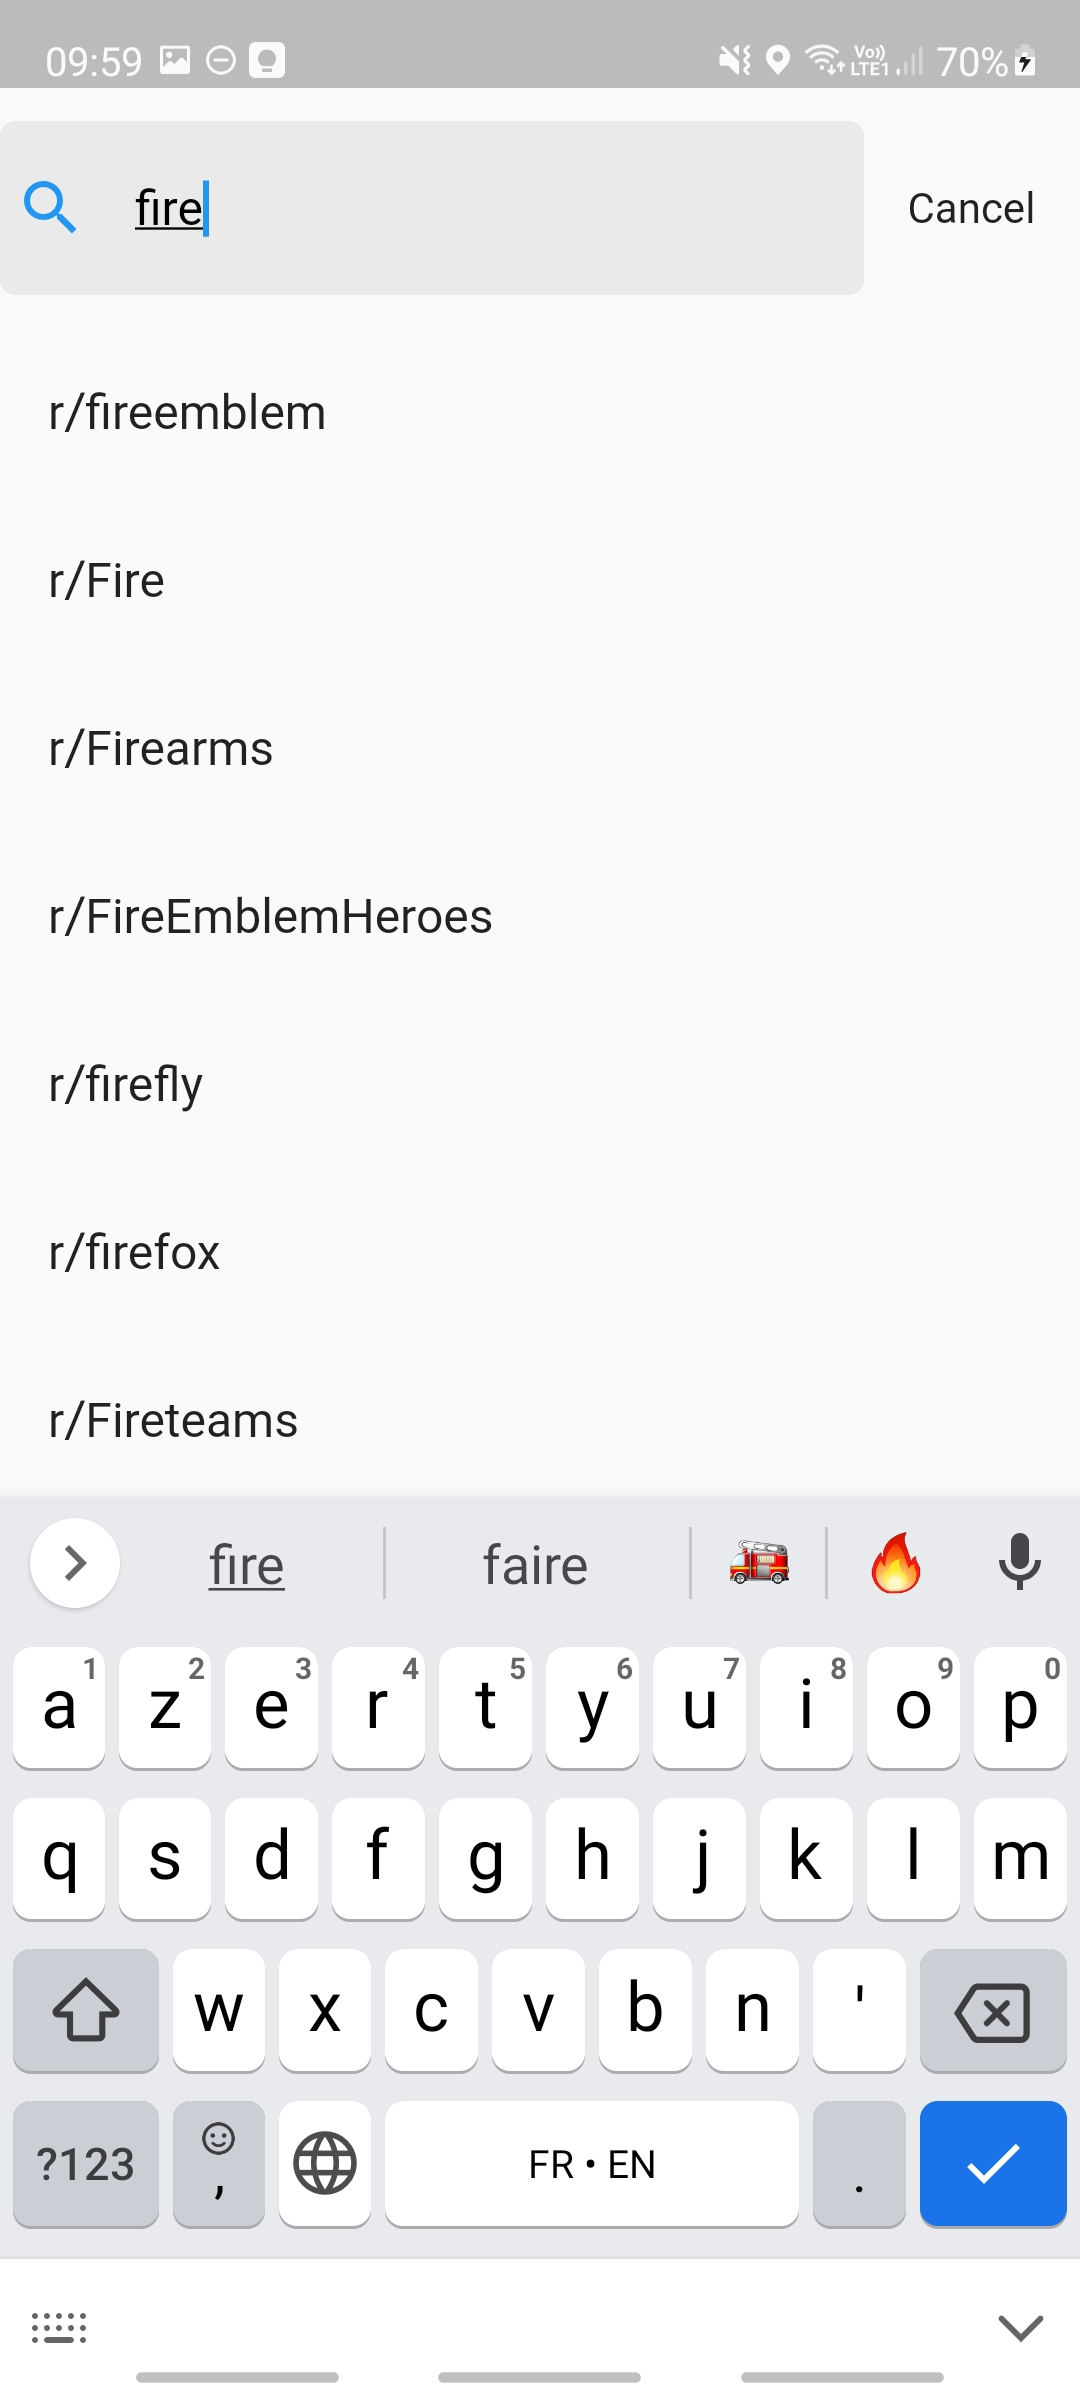 09:59 Vo)) LTE1 70%
fire Cancel
r/fireemblem
r/Fire
r/Firearms
r/FireEmblemHeroes
r/firefly
r/firefox
r/Fireteams
fire faire
a 1 z 2 e 3 r 4 t 5 y 6 u 7 i 8 o 9 p 0
q s d f g h j k l m
w x c v b n '
?123 , FR • EN .